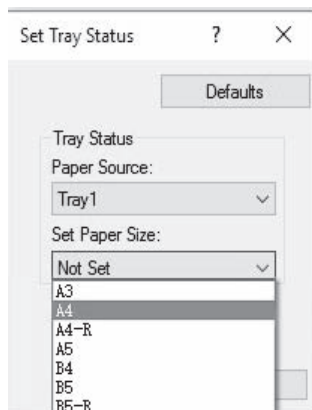 Set Tray Status ? ×
Defaults
Tray Status
Paper Source:
Tray1
Set Paper Size:
Not Set
A3
A4
A4-R
A5
B4
B5
B5-R